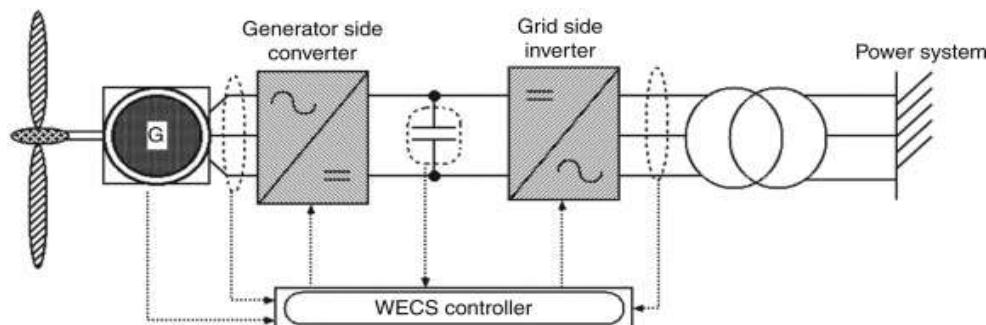 Generator side
converter
Grid side
inverter
Power system
G
WECS controller